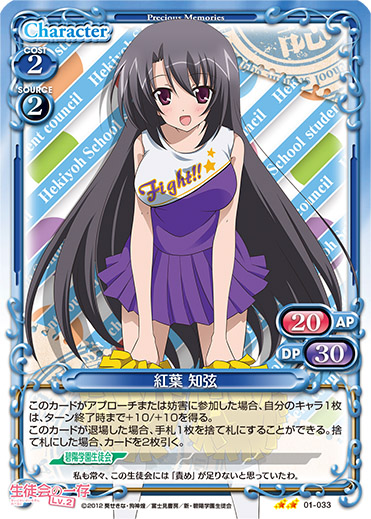 Precious Memories
Character
COST
2
SOURCE
2
Hekiyoh School student council
Fight!!
20 AP
DP 30
紅葉 知弦
このカードがアプローチまたは妨害に参加した場合、自分のキャラ1枚
は、ターン終了時まで+10/+10を得る。
このカードが退場した場合、手札1枚を捨て札にすることができる。捨
て札にした場合、カードを2枚引く。
碧陽学園生徒会
私も常々、この生徒会には「責め」が足りないと思っていたわ。
生徒会の一存
Lv.2
©2012 葵せきな・狗神煌/富士見書房/新・碧陽学園生徒会
01-033